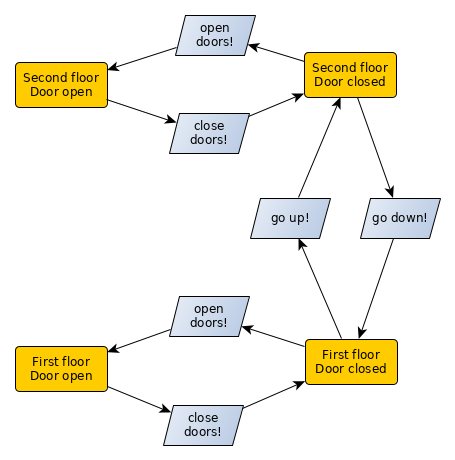 open
doors!
Second floor
Door open
Second floor
Door closed
close
doors!
go up!
go down!
open
doors!
First floor
Door open
First floor
Door closed
close
doors!